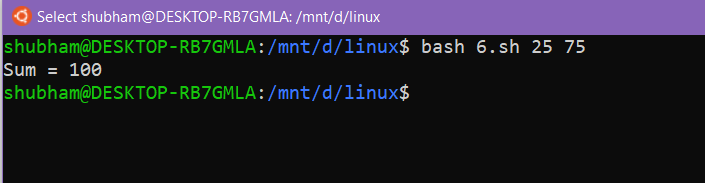 Select shubham@DESKTOP-RB7GMLA: /mnt/d/linux
shubham@DESKTOP-RB7GMLA:/mnt/d/linux$ bash 6.sh 25 75
Sum = 100
shubham@DESKTOP-RB7GMLA:/mnt/d/linux$